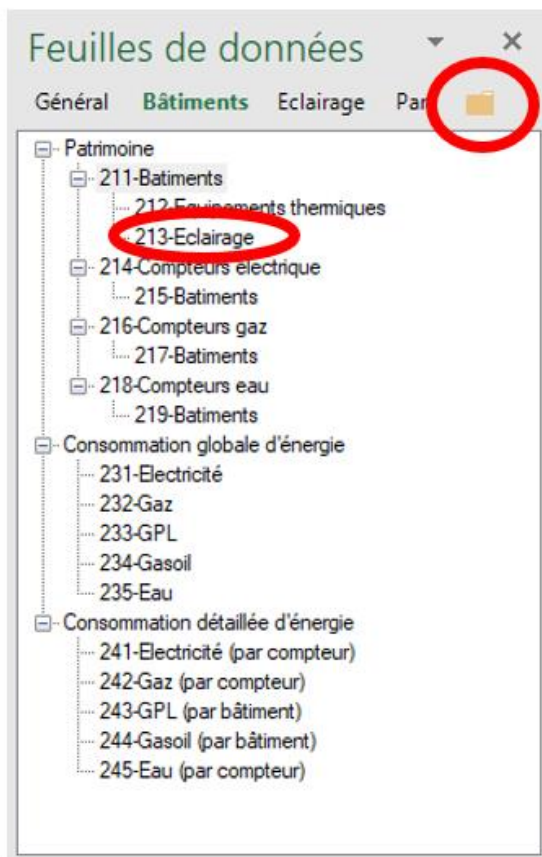 Feuilles de données
Général Bâtiments Eclairage Par
Patrimoine
211-Batiments
212-Equipements thermiques
213-Eclairage
214-Compteurs électrique
215-Batiments
216-Compteurs gaz
217-Batiments
218-Compteurs eau
219-Batiments
Consommation globale d'énergie
231-Electricité
232-Gaz
233-GPL
234-Gasoil
235-Eau
Consommation détaillée d'énergie
241-Electricité (par compteur)
242-Gaz (par compteur)
243-GPL (par bâtiment)
244-Gasoil (par bâtiment)
245-Eau (par compteur)